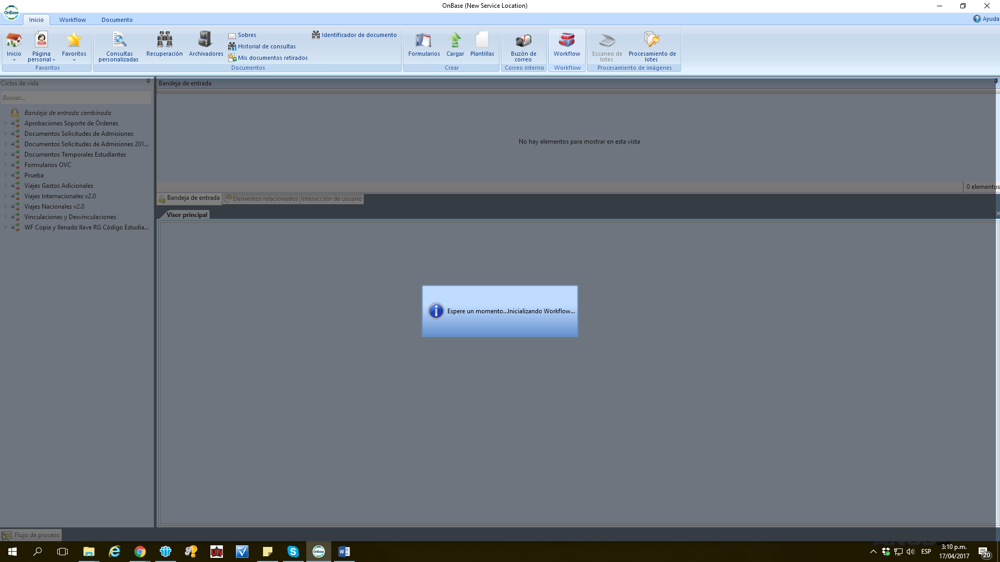 OnBase (New Service Location)
OnBase
Inicio
Workflow
Documento
Ayuda
Inicio
Página
personal
Favoritos
Favoritos
Consultas
personalizadas
Recuperación
Archivadores
Sobres
Historial de consultas
Mis documentos retirados
Identificador de documento
Documentos
Formularios
Cargar
Plantillas
Crear
Buzón de
correo
Correo interno
Workflow
Workflow
Escaneo de
lotes
Procesamiento de
lotes
Procesamiento de imágenes
Ciclos de vida
Buscar...
Bandeja de entrada combinada
Aprobaciones Soporte de Órdenes
Documentos Solicitudes de Admisiones
Documentos Solicitudes de Admisiones 201...
Documentos Temporales Estudiantes
Formularios OVC
Prueba
Viajes Gastos Adicionales
Viajes Internacionales v2.0
Viajes Nacionales v2.0
Vinculaciones y Desvinculaciones
WF Copia y llenado llave RG Código Estudia...
Bandeja de entrada
No hay elementos para mostrar en esta vista
0 elementos
Bandeja de entrada
Elementos relacionados
Interacción de usuario
Visor principal
Espere un momento...Inicializando Workflow...
Flujo de proceso
UN
OnBase
ESP
3:10 p.m.
17/04/2017
20